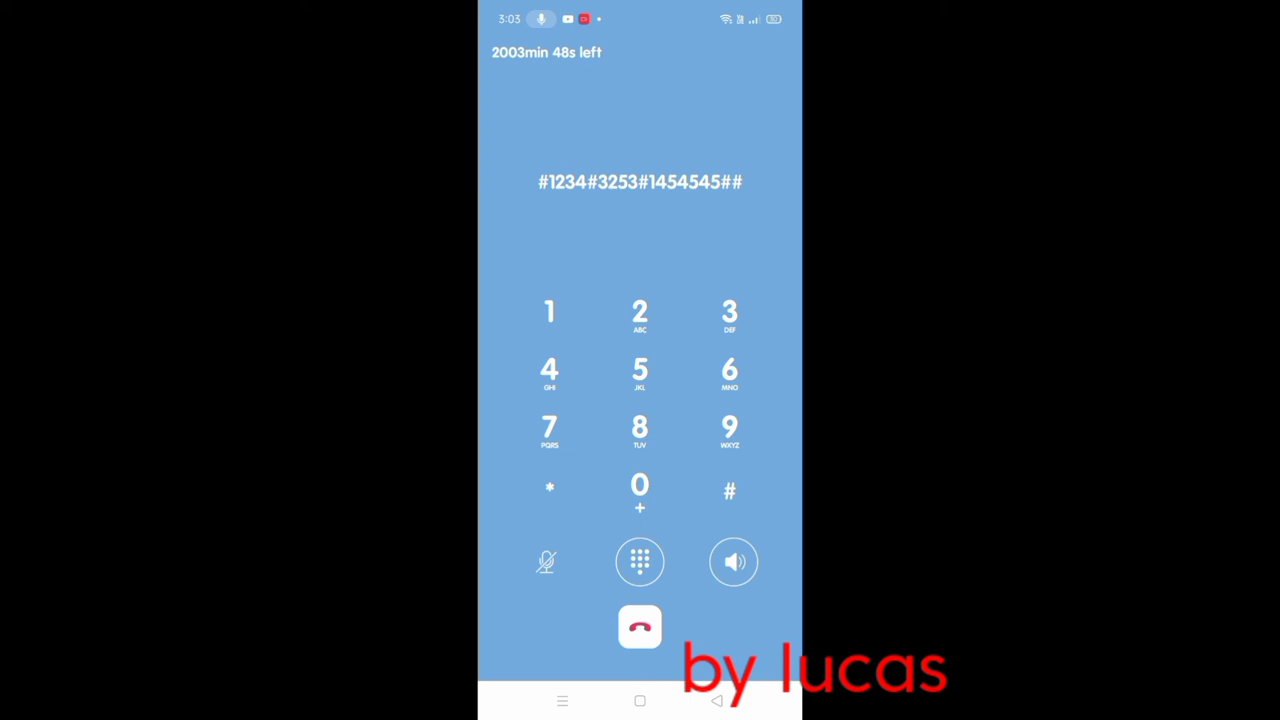 3:03
2003min 48s left
#1234#3253#1454545##
1 2 3
ABC DEF
4 5 6
GHI JKL MNO
7 8 9
PQRS TUV WXYZ
* 0 #
+
by lucas